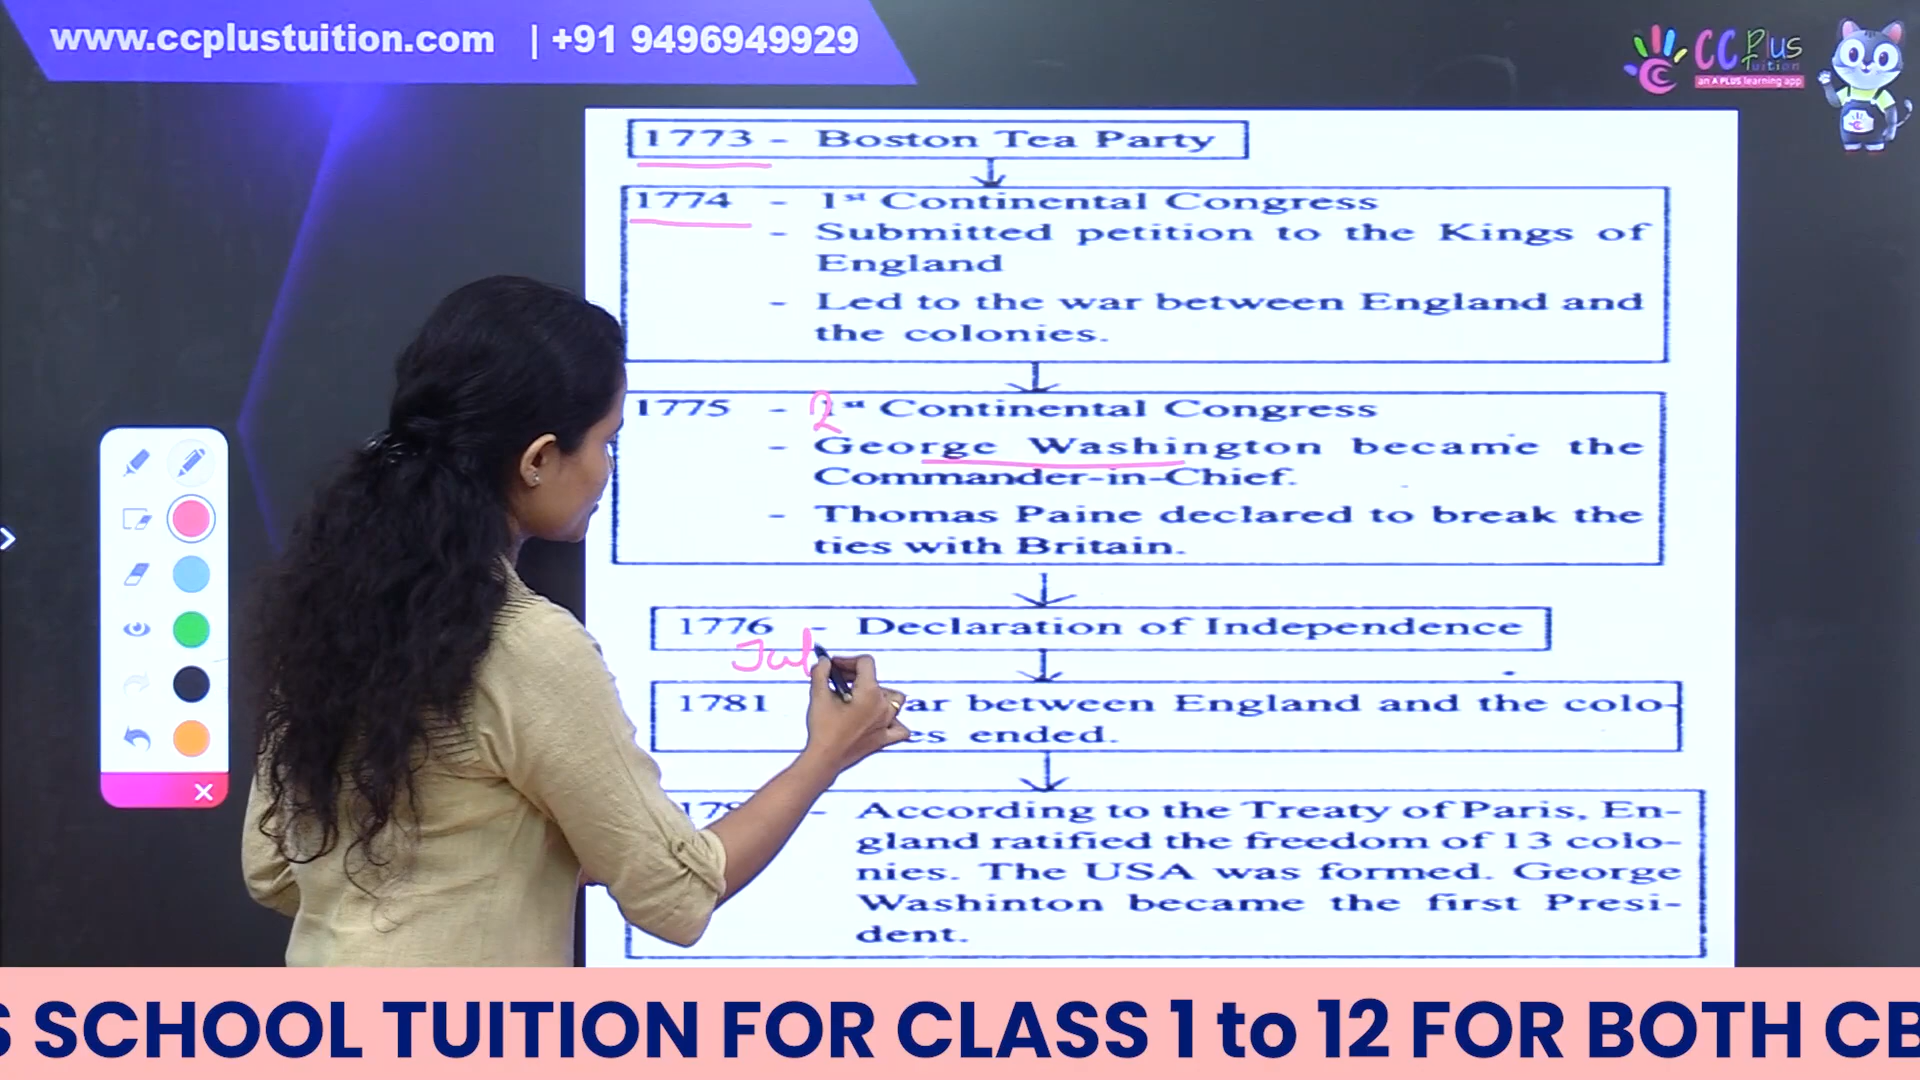 www.ccplustuition.com | +91 9496949929
CC Plus
Tuition
an A PLUS learning app
1773 - Boston Tea Party
1774 - 1st Continental Congress
- Submitted petition to the Kings of
England
- Led to the war between England and
the colonies.
1775 - 2 st Continental Congress
- George Washington became the
Commander-in-Chief.
- Thomas Paine declared to break the
ties with Britain.
1776 - Declaration of Independence
Jul
1781 ar between England and the colo-
es ended.
- According to the Treaty of Paris, En-
gland ratified the freedom of 13 colo-
nies. The USA was formed. George
Washinton became the first Presi-
dent.
S SCHOOL TUITION FOR CLASS 1 to 12 FOR BOTH CB